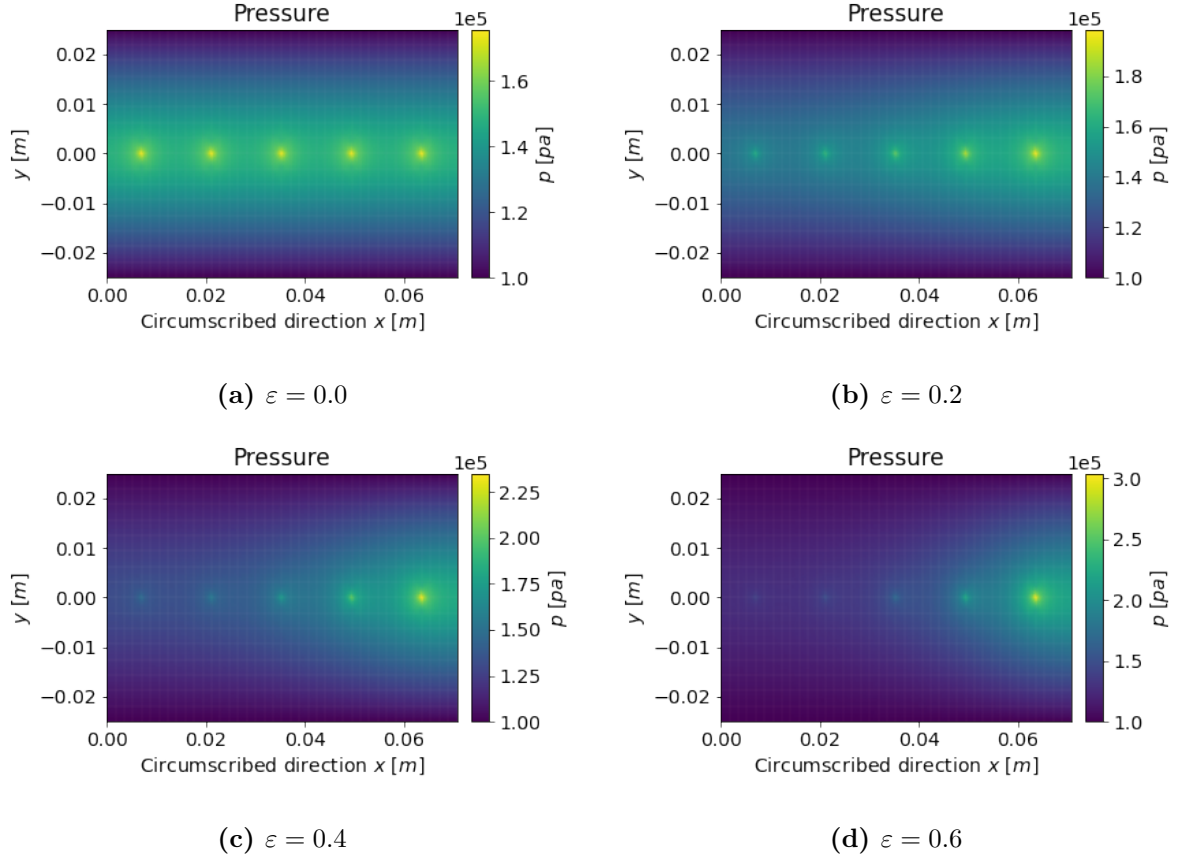 Pressure
1e5
0.02
0.01
0.00
−0.01
−0.02
y [m]
0.00 0.02 0.04 0.06
Circumscribed direction x [m]
1.6
1.4
1.2
1.0
p [pa]
(a) ε = 0.0
Pressure
1e5
0.02
0.01
0.00
−0.01
−0.02
y [m]
0.00 0.02 0.04 0.06
Circumscribed direction x [m]
1.8
1.6
1.4
1.2
1.0
p [pa]
(b) ε = 0.2
Pressure
1e5
0.02
0.01
0.00
−0.01
−0.02
y [m]
0.00 0.02 0.04 0.06
Circumscribed direction x [m]
2.25
2.00
1.75
1.50
1.25
1.00
p [pa]
(c) ε = 0.4
Pressure
1e5
0.02
0.01
0.00
−0.01
−0.02
y [m]
0.00 0.02 0.04 0.06
Circumscribed direction x [m]
3.0
2.5
2.0
1.5
1.0
p [pa]
(d) ε = 0.6